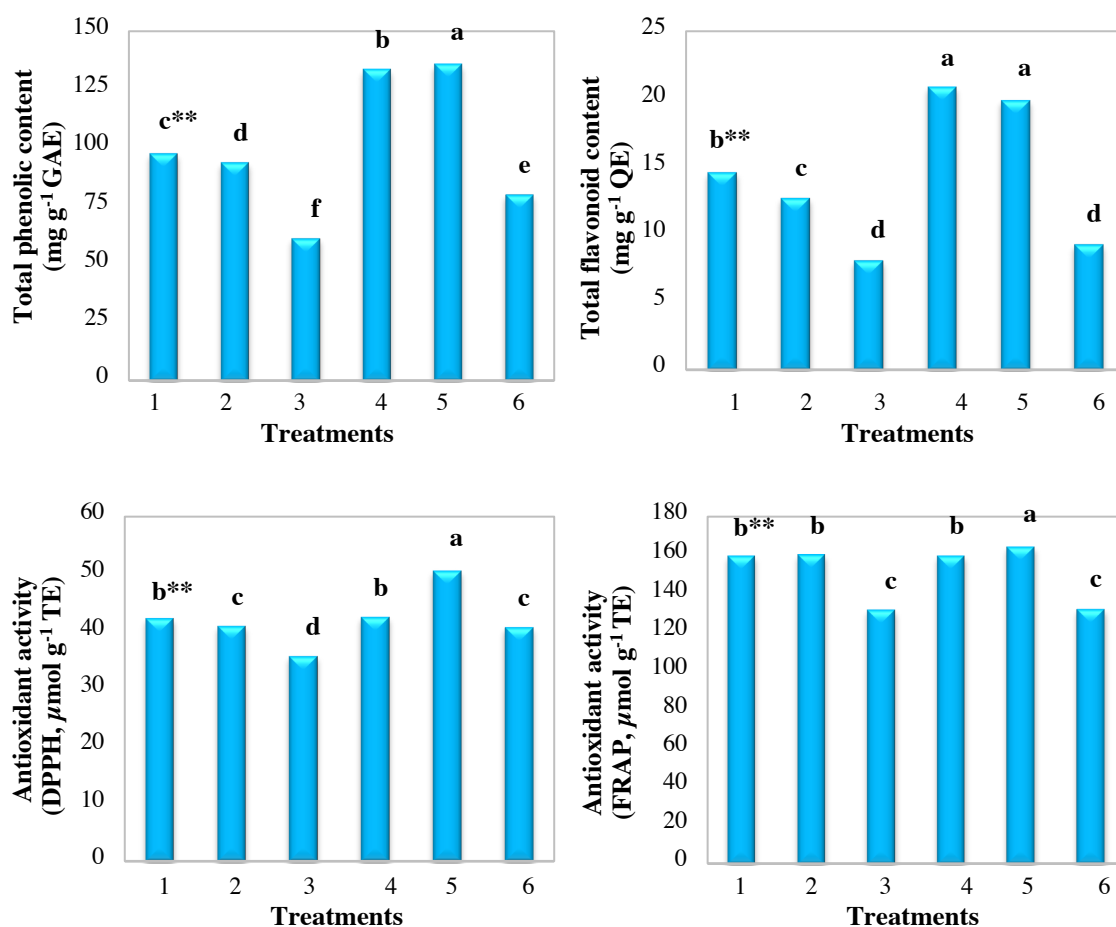 Total phenolic content
(mg g⁻¹ GAE)
150
125
100
75
50
25
0
c**
d
f
b
a
e
1 2 3 4 5 6
Treatments
Total flavonoid content
(mg g⁻¹ QE)
25
20
15
10
5
0
b**
c
d
a
a
d
1 2 3 4 5 6
Treatments
Antioxidant activity
(DPPH, µmol g⁻¹ TE)
60
50
40
30
20
10
0
b**
c
d
b
a
c
1 2 3 4 5 6
Treatments
Antioxidant activity
(FRAP, µmol g⁻¹ TE)
180
160
140
120
100
80
60
40
20
0
b**
b
c
b
a
c
1 2 3 4 5 6
Treatments